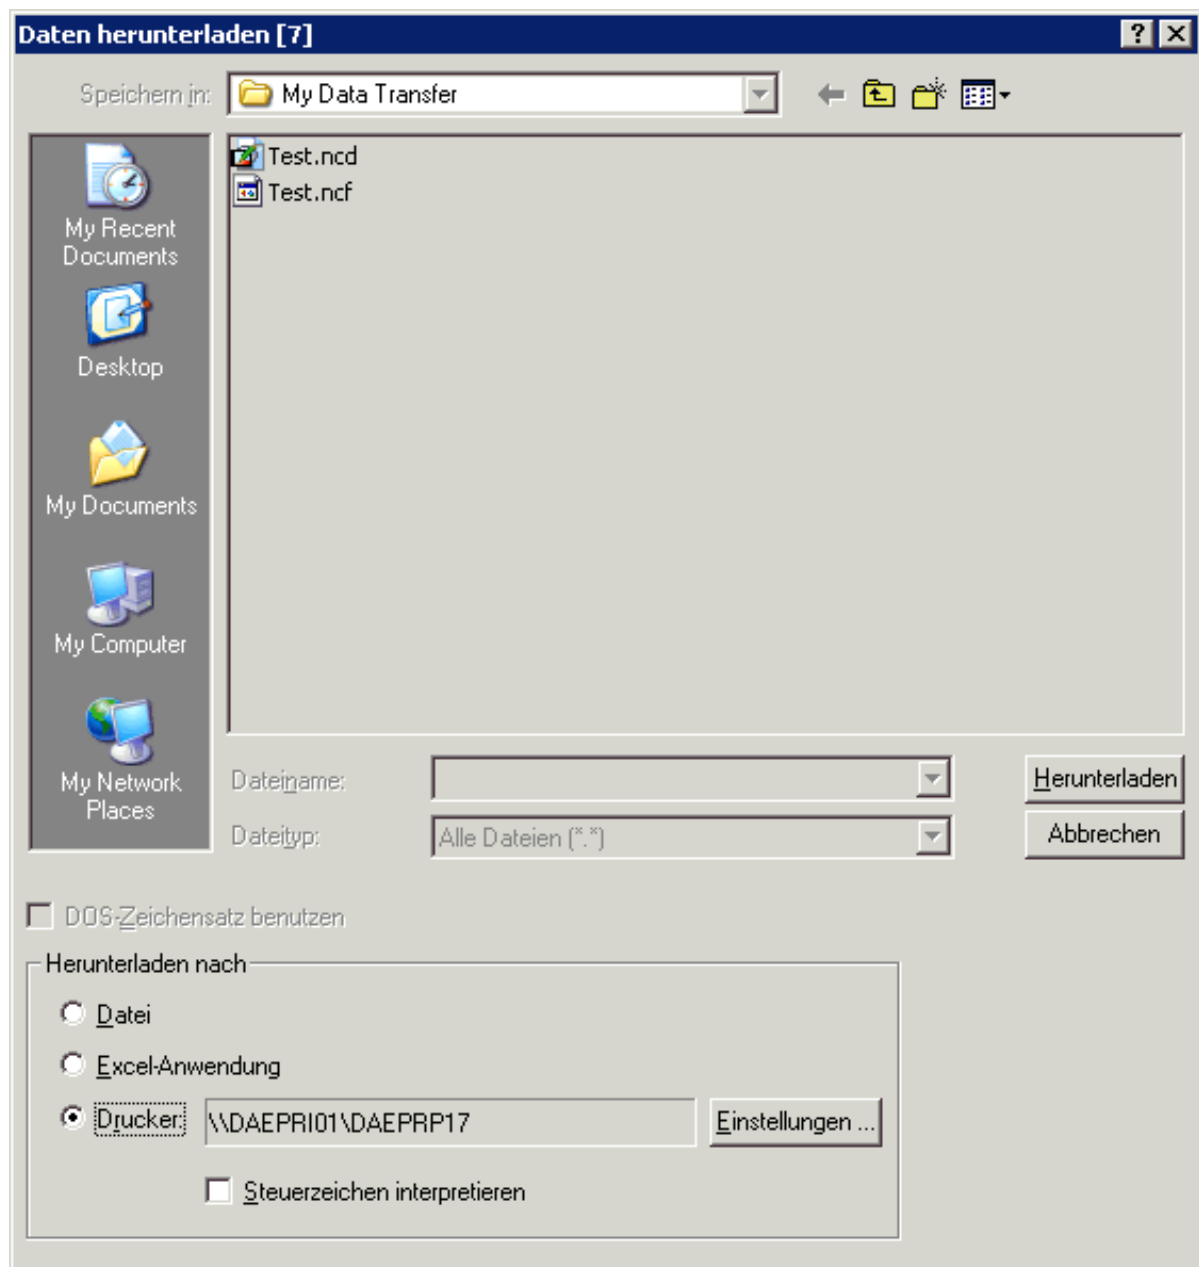 Daten herunterladen [7]
Speichern in:
My Data Transfer
My Recent
Documents
Desktop
My Documents
My Computer
My Network
Places
Test.ncd
Test.ncf
Dateiname:
Herunterladen
Dateityp:
Alle Dateien (*.*)
Abbrechen
DOS-Zeichensatz benutzen
Herunterladen nach
Datei
Excel-Anwendung
Drucker:
\\DAEPRI01\DAEPRP17
Einstellungen ...
Steuerzeichen interpretieren